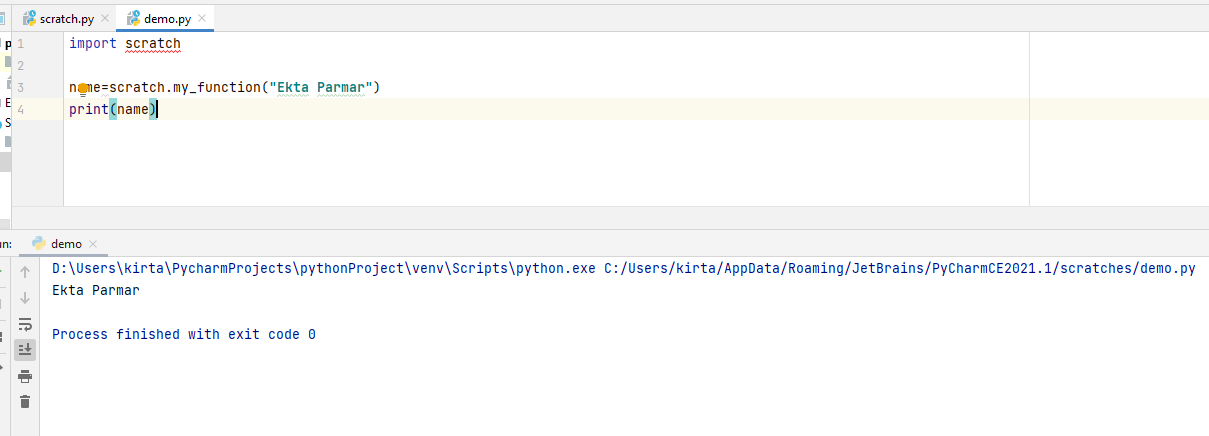 scratch.py demo.py
1 import scratch
2
3 name=scratch.my_function("Ekta Parmar")
4 print(name)
demo
D:\Users\kirta\PycharmProjects\pythonProject\venv\Scripts\python.exe C:/Users/kirta/AppData/Roaming/JetBrains/PyCharmCE2021.1/scratches/demo.py
Ekta Parmar
Process finished with exit code 0